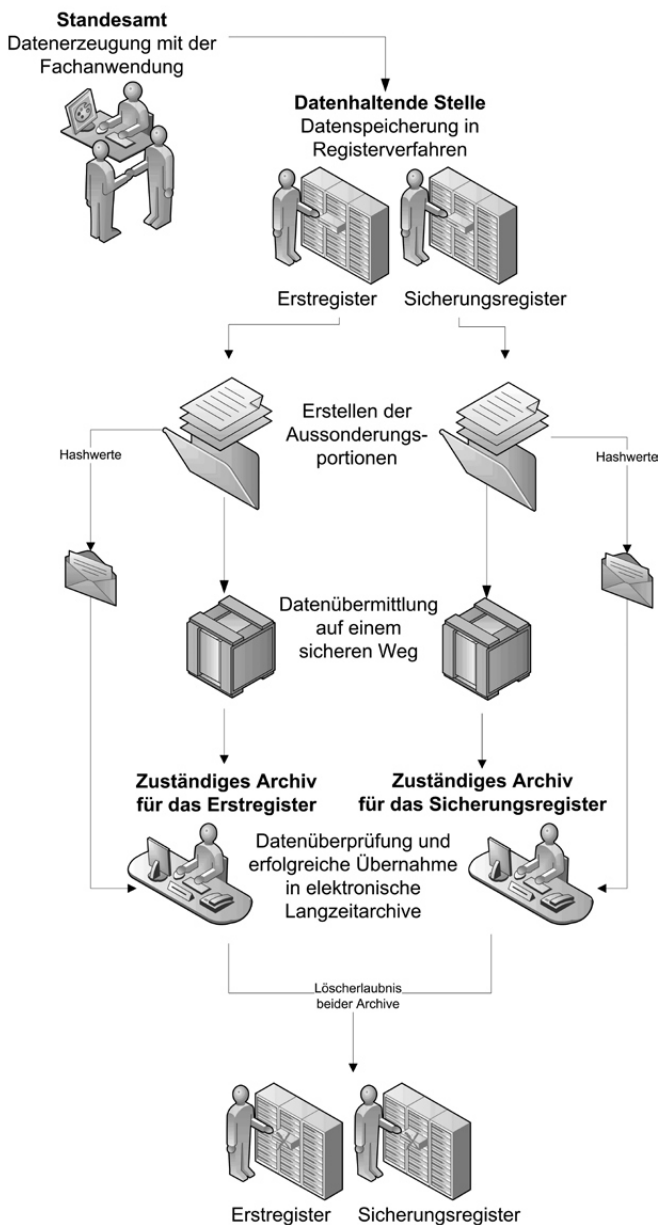 Standesamt
Datenerzeugung mit der
Fachanwendung
Datenhaltende Stelle
Datenspeicherung in
Registerverfahren
Erstregister
Sicherungsregister
Erstellen der
Aussonderungs-
portionen
Hashwerte
Hashwerte
Datenübermittlung
auf einem
sicheren Weg
Zuständiges Archiv
für das Erstregister
Zuständiges Archiv
für das Sicherungsregister
Datenüberprüfung und
erfolgreiche Übernahme
in elektronische
Langzeitarchive
Löscherlaubnis
beider Archive
Erstregister
Sicherungsregister